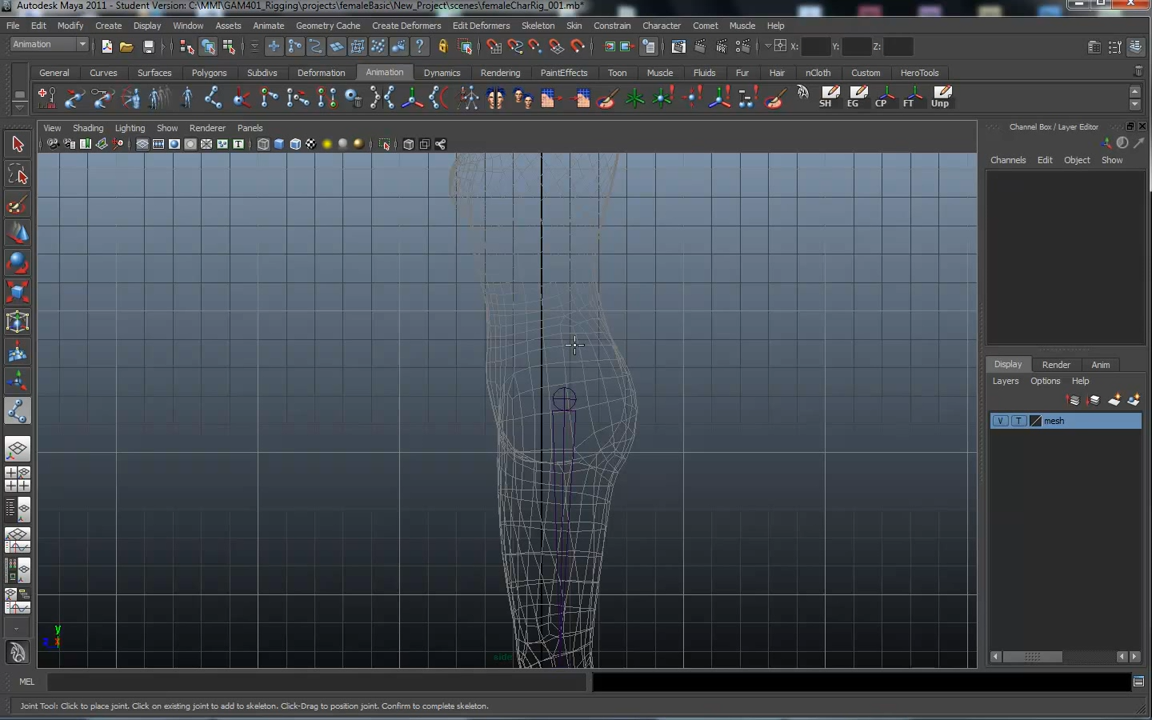 Autodesk Maya 2011 - Student Version: C:\MMI\GAM401_Rigging\projects\femaleBasic\New_Project\scenes\femaleCharRig_001.mb*
File Edit Modify Create Display Window Assets Animate Geometry Cache Create Deformers Edit Deformers Skeleton Skin Constrain Character Comet Muscle Help
Animation X: Y: Z:
General Curves Surfaces Polygons Subdivs Deformation Animation Dynamics Rendering PaintEffects Toon Muscle Fluids Fur Hair nCloth Custom HeroTools
SH EG CP FT Unp
View Shading Lighting Show Renderer Panels
Channel Box / Layer Editor
Channels Edit Object Show
Display Render Anim
Layers Options Help
V T mesh
y
side
MEL
Joint Tool: Click to place joint. Click on existing joint to add to skeleton. Click-Drag to position joint. Confirm to complete skeleton.